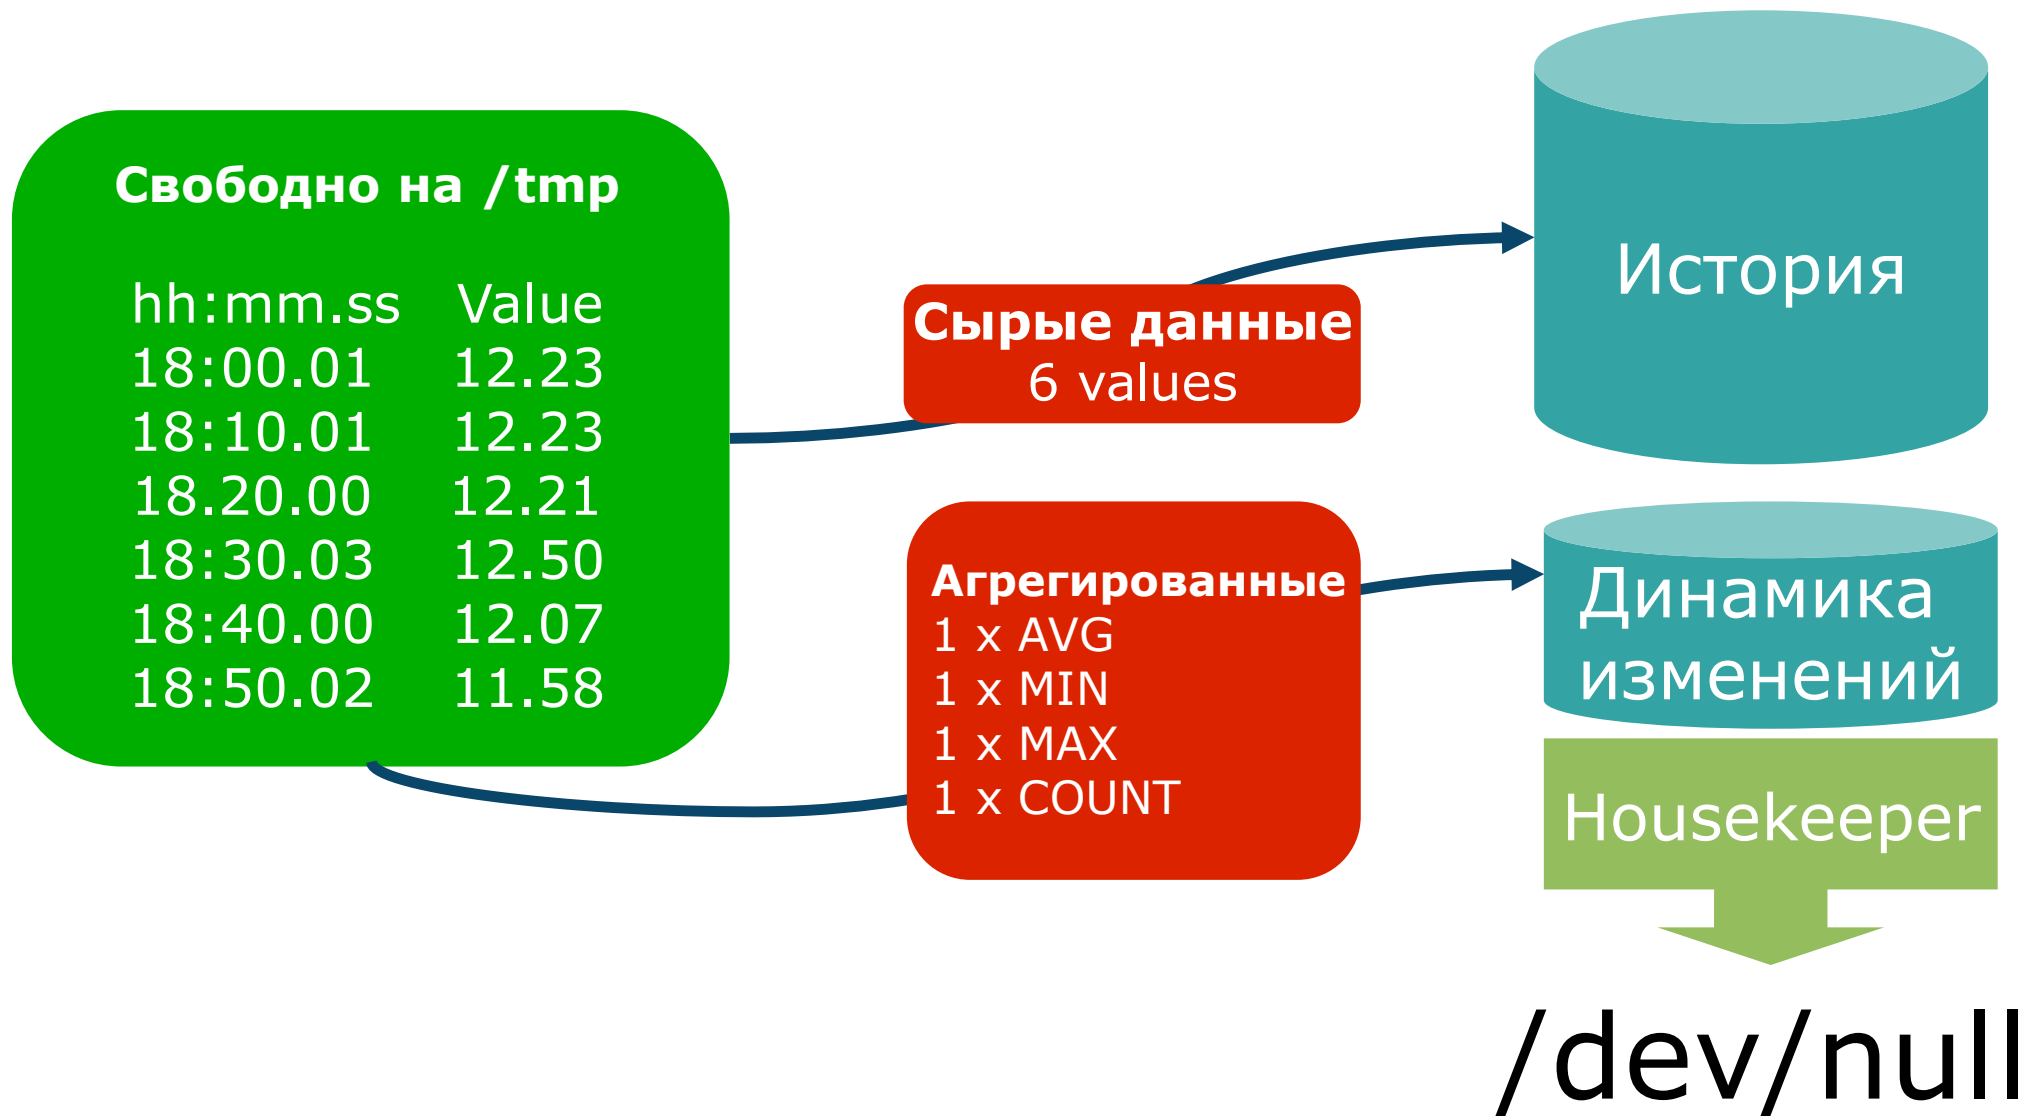 Свободно на /tmp
hh:mm.ss Value
18:00.01 12.23
18:10.01 12.23
18.20.00 12.21
18:30.03 12.50
18:40.00 12.07
18:50.02 11.58
Сырые данные
6 values
История
Агрегированные
1 x AVG
1 x MIN
1 x MAX
1 x COUNT
Динамика
изменений
Housekeeper
/dev/null